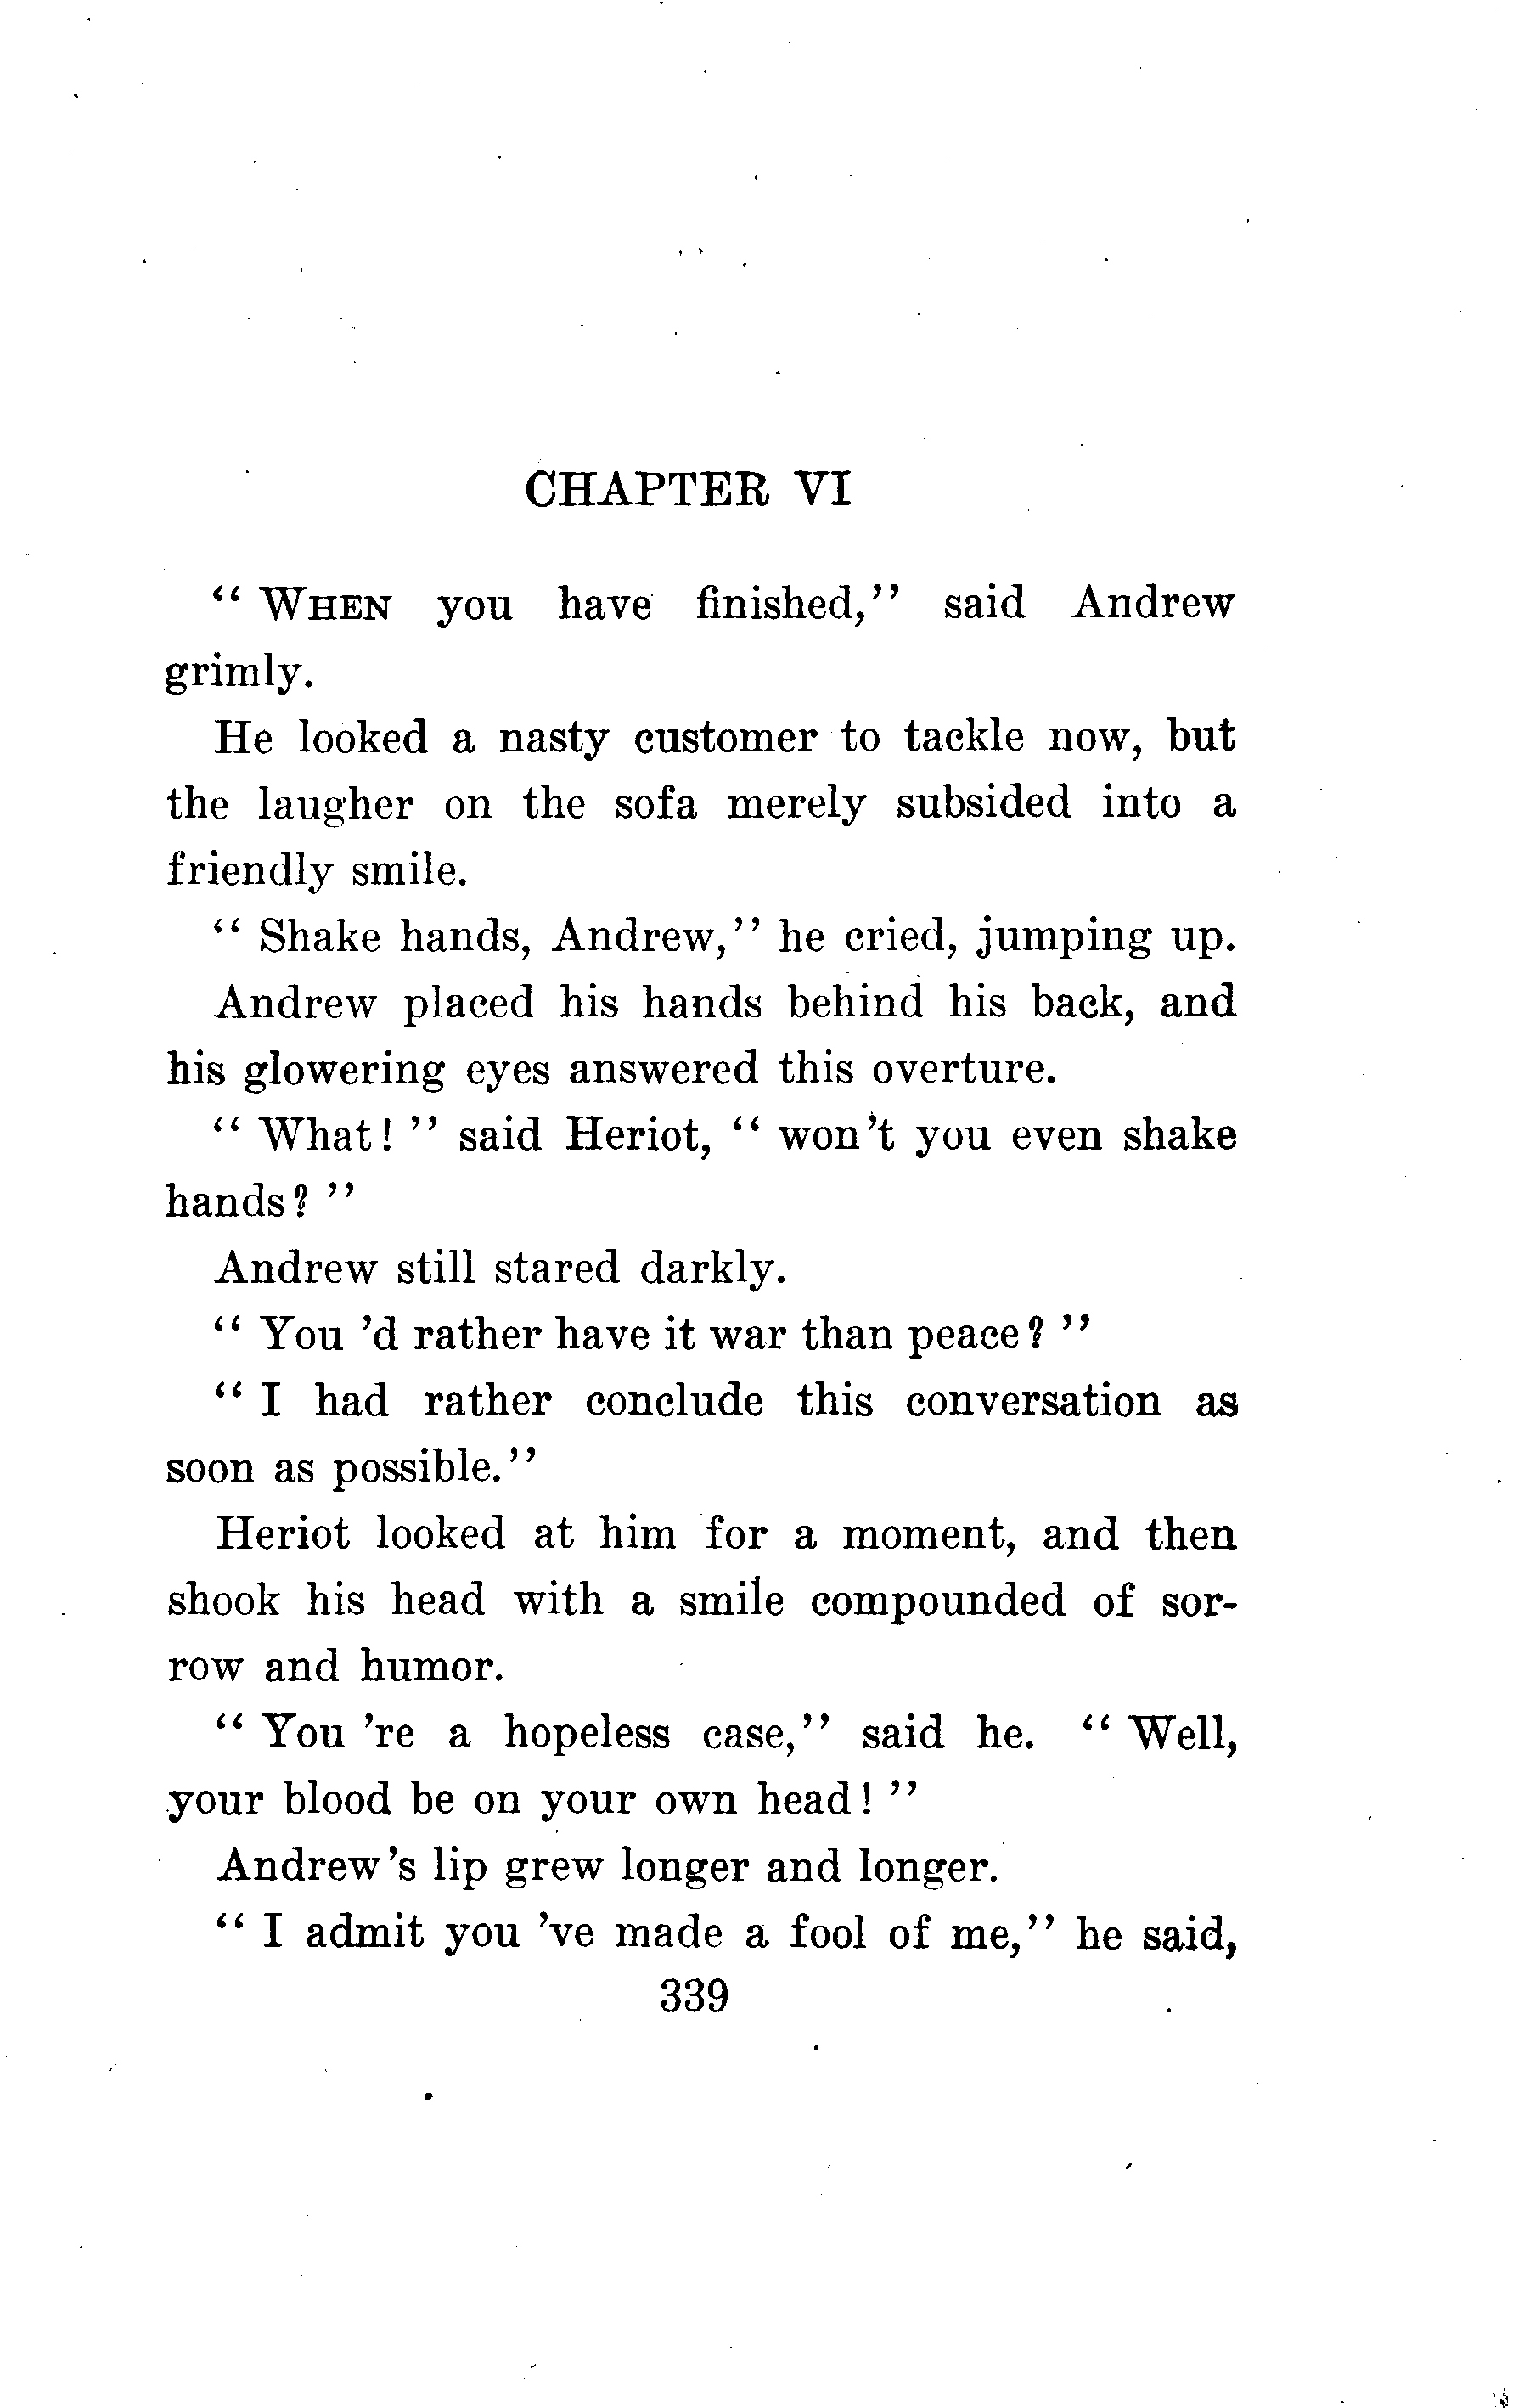 CHAPTER VI
“ WHEN you have finished,” said Andrew
grimly.
He looked a nasty customer to tackle now, but
the laugher on the sofa merely subsided into a
friendly smile.
“ Shake hands, Andrew,” he cried, jumping up.
Andrew placed his hands behind his back, and
his glowering eyes answered this overture.
“ What! ” said Heriot, “ won't you even shake
hands? ”
Andrew still stared darkly.
“ You 'd rather have it war than peace? ”
“ I had rather conclude this conversation as
soon as possible.”
Heriot looked at him for a moment, and then
shook his head with a smile compounded of sor-
row and humor.
“ You 're a hopeless case,” said he. “ Well,
your blood be on your own head! ”
Andrew's lip grew longer and longer.
“ I admit you 've made a fool of me,” he said,
339